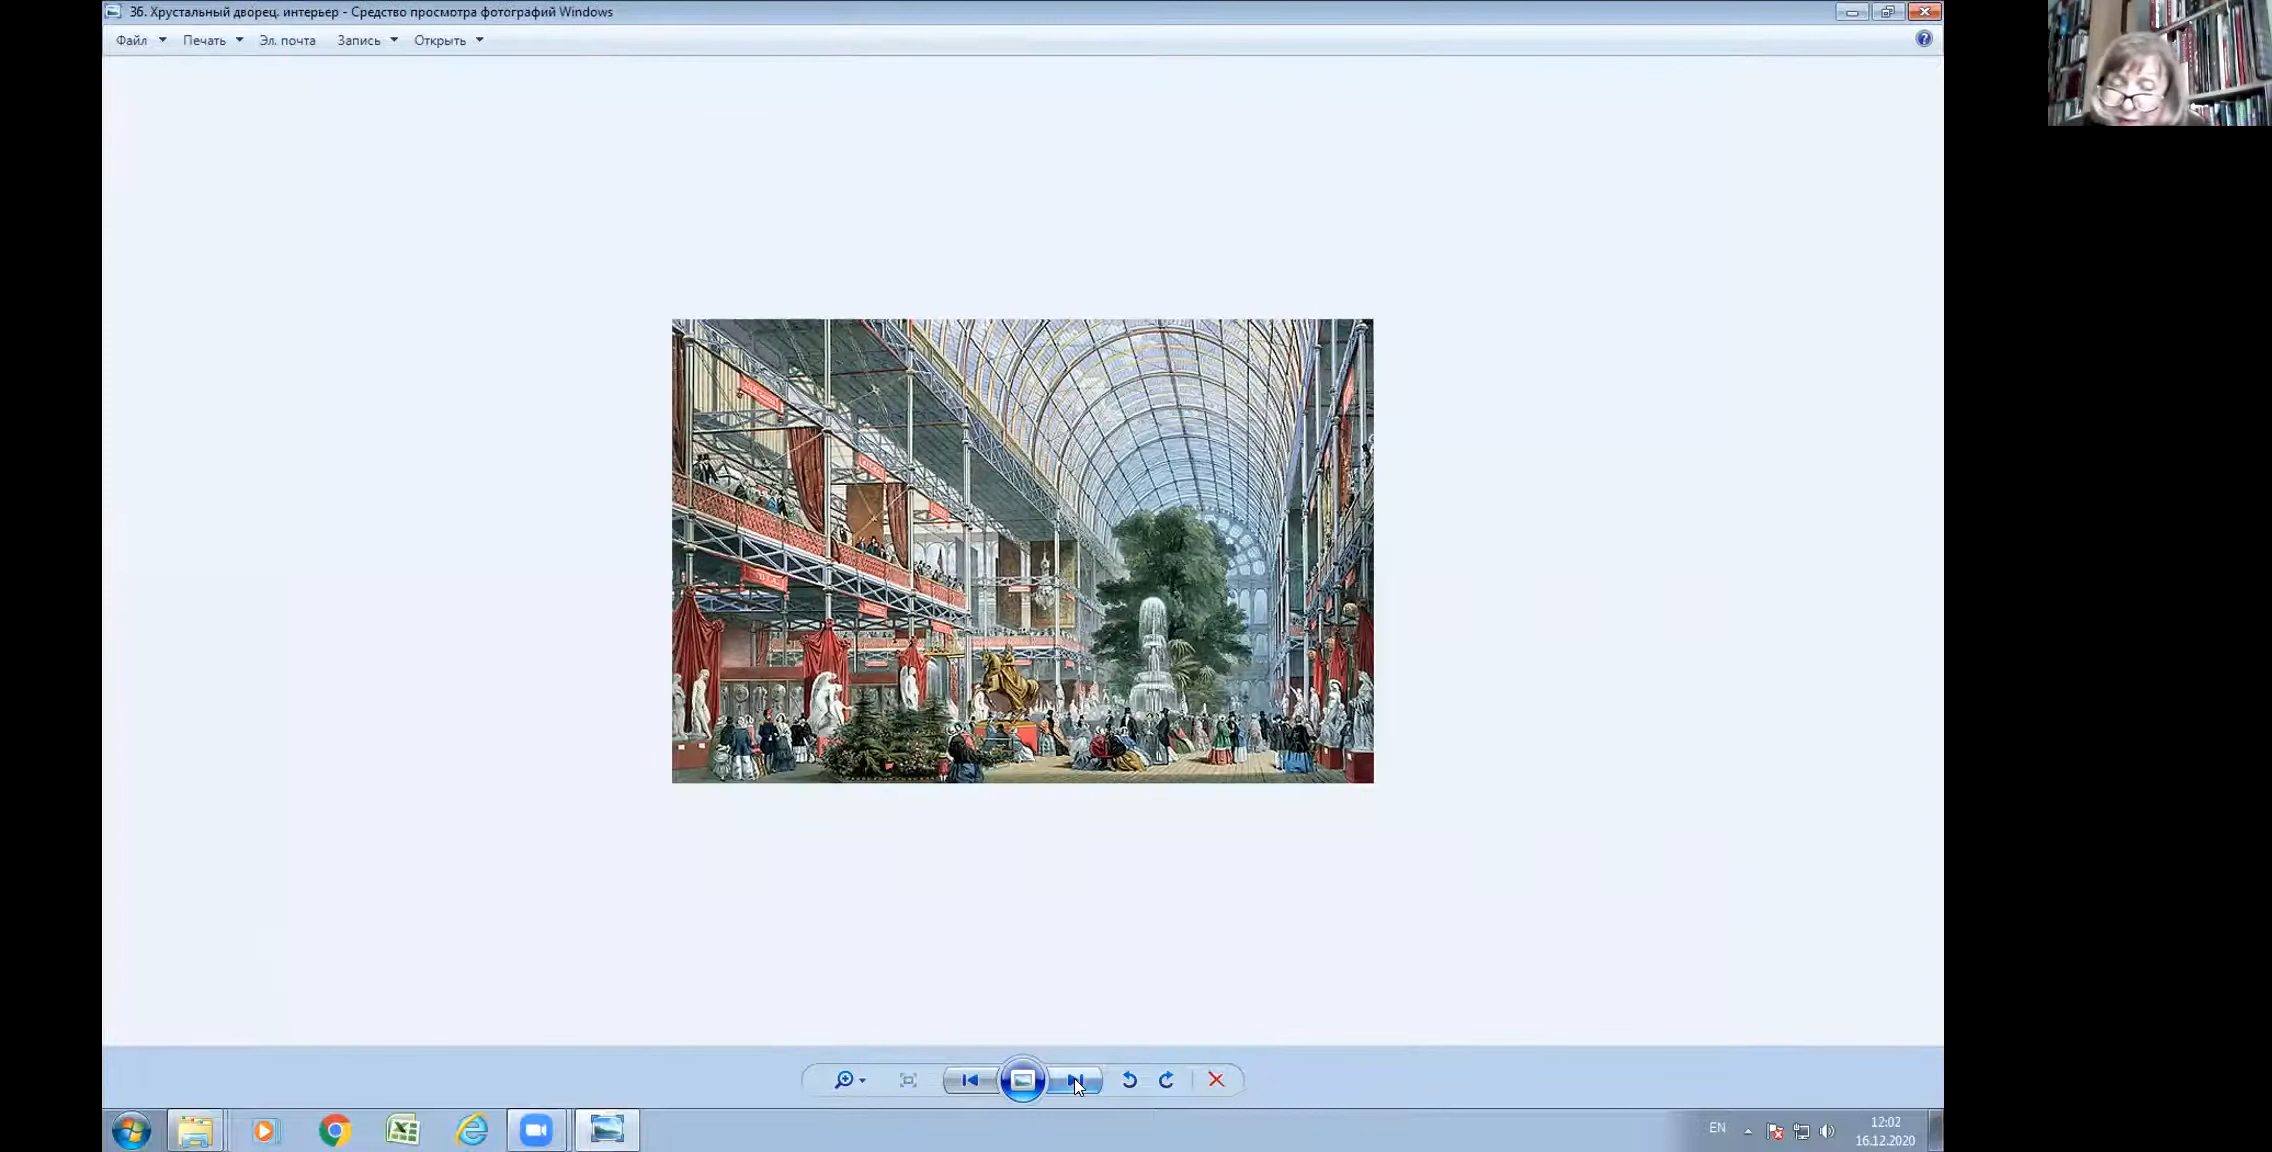 36. Хрустальный дворец. интерьер - Средство просмотра фотографий Windows
Файл Печать Эл. почта Запись Открыть
EN
12:02
16.12.2020